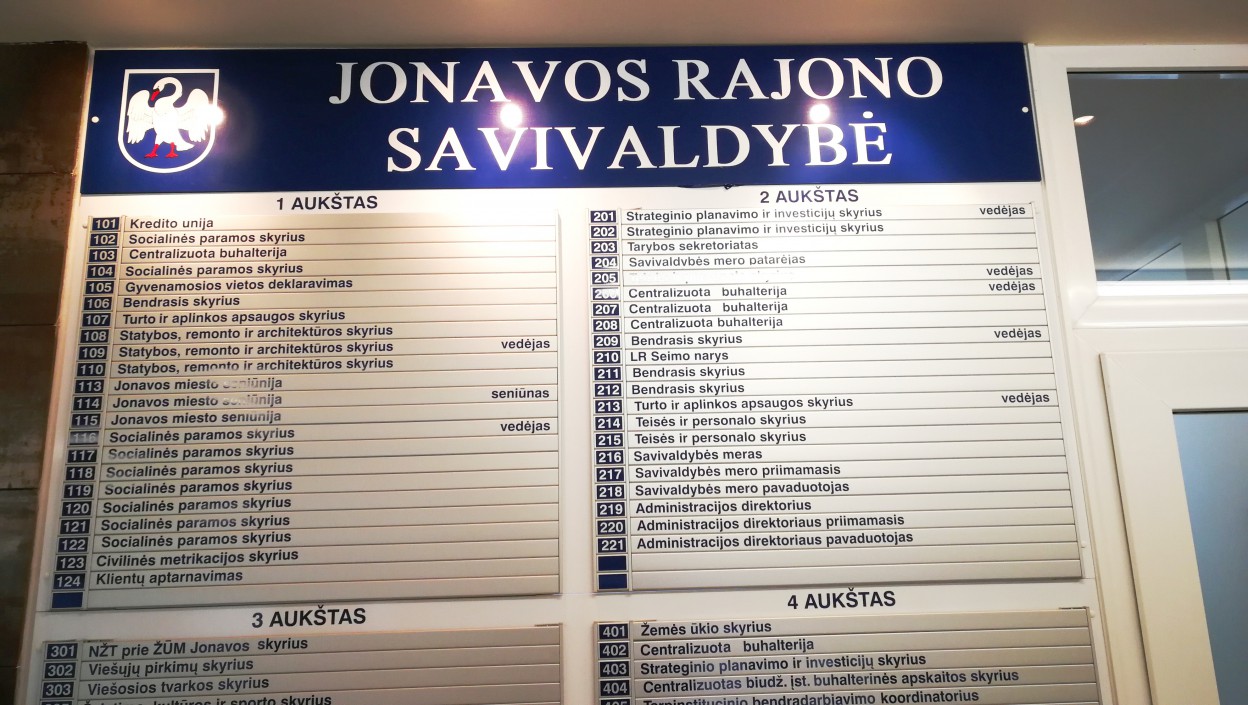 JONAVOS RAJONO
SAVIVALDYBĖ
1 AUKŠTAS
101 Kredito unija
102 Socialinės paramos skyrius
103 Centralizuota buhalterija
104 Socialinės paramos skyrius
105 Gyvenamosios vietos deklaravimas
106 Bendrasis skyrius
107 Turto ir aplinkos apsaugos skyrius
108 Statybos, remonto ir architektūros skyrius
109 Statybos, remonto ir architektūros skyrius vedėjas
110 Statybos, remonto ir architektūros skyrius
113 Jonavos miesto seniūnija
114 Jonavos miesto seniūnija seniūnas
115 Jonavos miesto seniūnija
116 Socialinės paramos skyrius vedėjas
117 Socialinės paramos skyrius
118 Socialinės paramos skyrius
119 Socialinės paramos skyrius
120 Socialinės paramos skyrius
121 Socialinės paramos skyrius
122 Socialinės paramos skyrius
123 Civilinės metrikacijos skyrius
124 Klientų aptarnavimas
2 AUKŠTAS
201 Strateginio planavimo ir investicijų skyrius vedėjas
202 Strateginio planavimo ir investicijų skyrius
203 Tarybos sekretoriatas
204 Savivaldybės mero patarėjas
205 vedėjas
Centralizuota buhalterija vedėjas
207 Centralizuota buhalterija
208 Centralizuota buhalterija
209 Bendrasis skyrius vedėjas
210 LR Seimo narys
211 Bendrasis skyrius
212 Bendrasis skyrius
213 Turto ir aplinkos apsaugos skyrius vedėjas
214 Teisės ir personalo skyrius
215 Teisės ir personalo skyrius
216 Savivaldybės meras
217 Savivaldybės mero priimamasis
218 Savivaldybės mero pavaduotojas
219 Administracijos direktorius
220 Administracijos direktoriaus priimamasis
221 Administracijos direktoriaus pavaduotojas
3 AUKŠTAS
301 NŽT prie ŽŪM Jonavos skyrius
302 Viešųjų pirkimų skyrius
303 Viešosios tvarkos skyrius
kultūros ir sporto skyrius
4 AUKŠTAS
401 Žemės ūkio skyrius
402 Centralizuota buhalterija
403 Strateginio planavimo ir investicijų skyrius
404 Centralizuotas biudž. įst. buhalterinės apskaitos skyrius
405 Tarpinstitucinio bendradarbiavimo koordinatorius